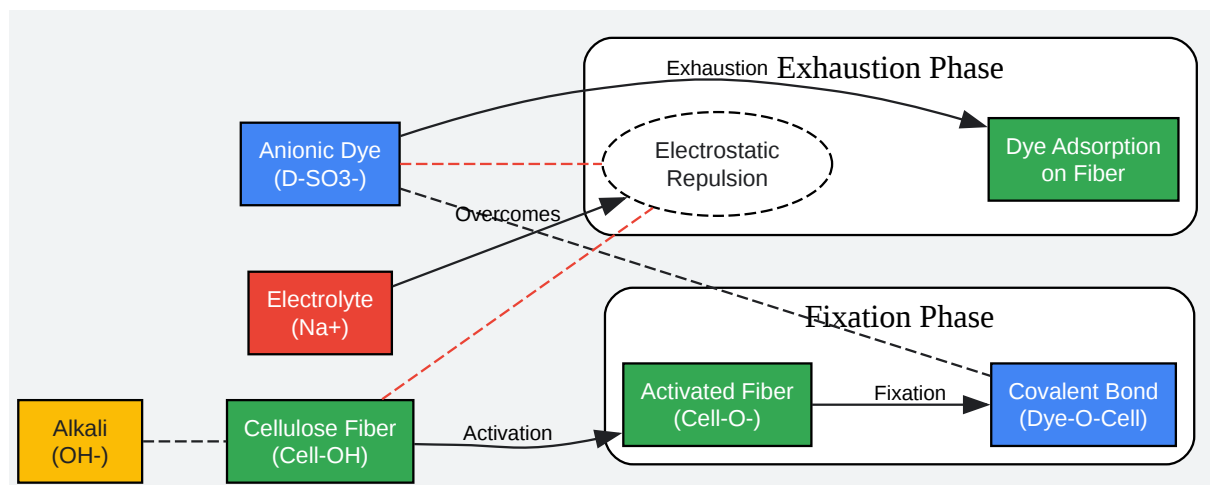 Exhaustion
Exhaustion Phase
Anionic Dye
(D-SO3-)
Electrostatic
Repulsion
Dye Adsorption
on Fiber
Overcomes
Electrolyte
(Na+)
Fixation Phase
Activated Fiber
(Cell-O-)
Fixation
Covalent Bond
(Dye-O-Cell)
Alkali
(OH-)
Cellulose Fiber
(Cell-OH)
Activation